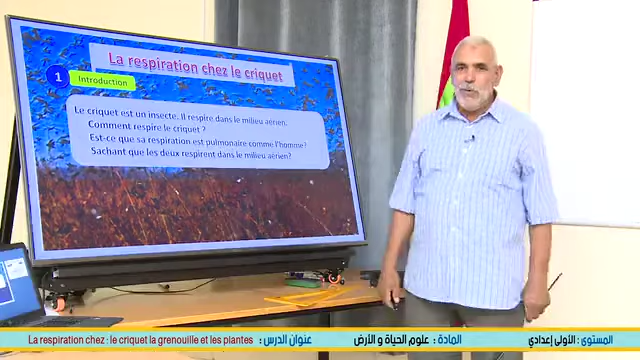 La respiration chez le criquet
1 Introduction
Le criquet est un insecte. Il respire dans le milieu aérien.
Comment respire le criquet ?
Est-ce que sa respiration est pulmonaire comme l'homme?
Sachant que les deux respirent dans le milieu aérien?
المستوى : الأولى إعدادي المادة : علوم الحياة و الأرض عنوان الدرس : La respiration chez : le criquet la grenouille et les plantes